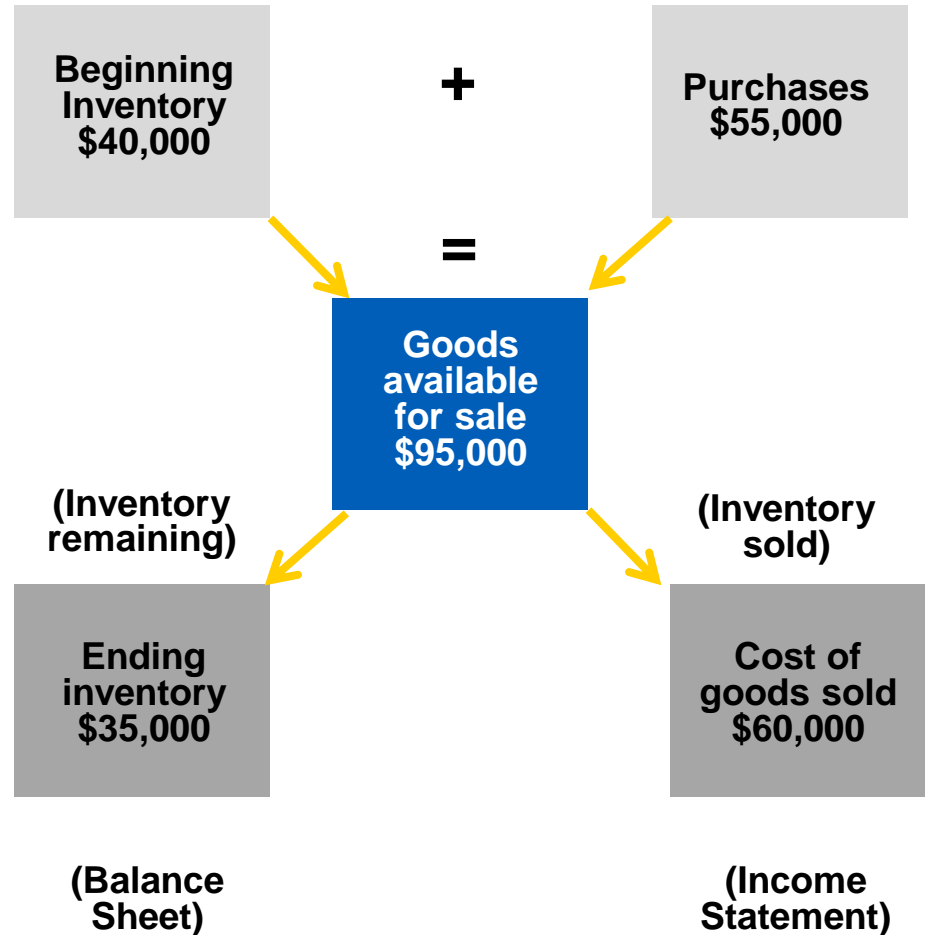 Beginning
Inventory
$40,000
+
Purchases
$55,000
=
Goods
available
for sale
$95,000
(Inventory
remaining)
(Inventory
sold)
Ending
inventory
$35,000
Cost of
goods sold
$60,000
(Balance
Sheet)
(Income
Statement)